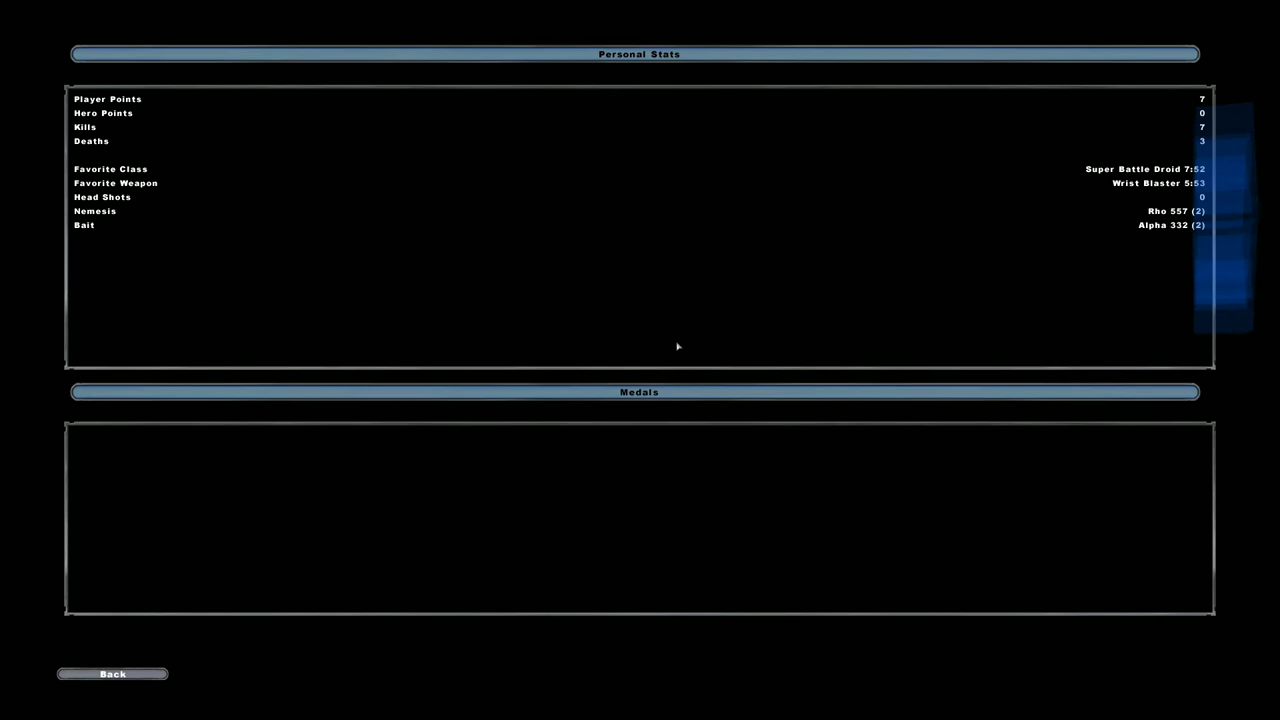 Personal Stats
Player Points 7
Hero Points 0
Kills 7
Deaths 3
Favorite Class Super Battle Droid 7:52
Favorite Weapon Wrist Blaster 5:53
Head Shots 0
Nemesis Rho 557 (2)
Bait Alpha 332 (2)
Medals
Back